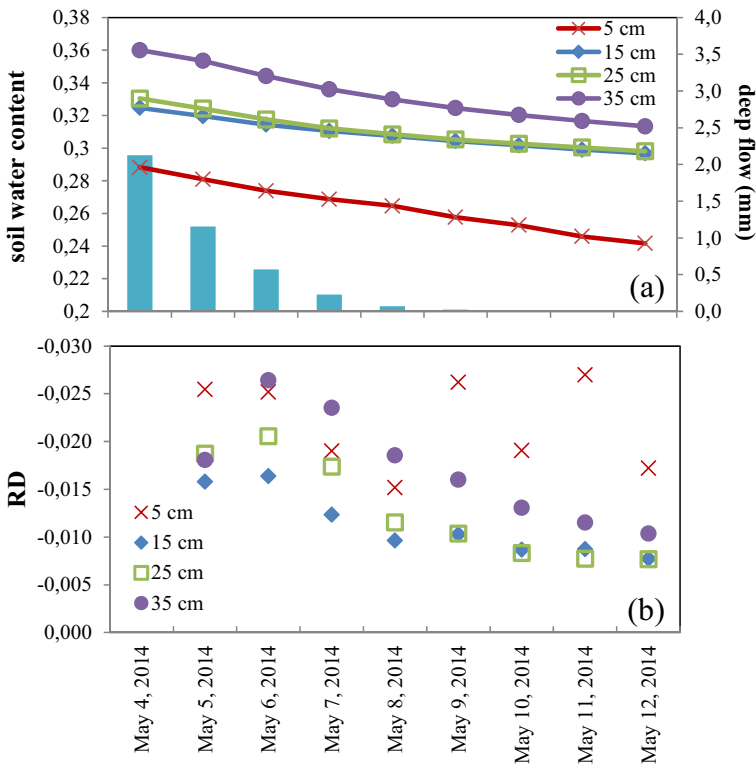 0,38
0,36
0,34
0,32
0,3
0,28
0,26
0,24
0,22
0,2
soil water content
4,0
3,5
3,0
2,5
2,0
1,5
1,0
0,5
0,0
deep flow (mm)
5 cm
15 cm
25 cm
35 cm
(a)
-0,030
-0,025
-0,020
-0,015
-0,010
-0,005
0,000
RD
5 cm
15 cm
25 cm
35 cm
(b)
May 4, 2014
May 5, 2014
May 6, 2014
May 7, 2014
May 8, 2014
May 9, 2014
May 10, 2014
May 11, 2014
May 12, 2014